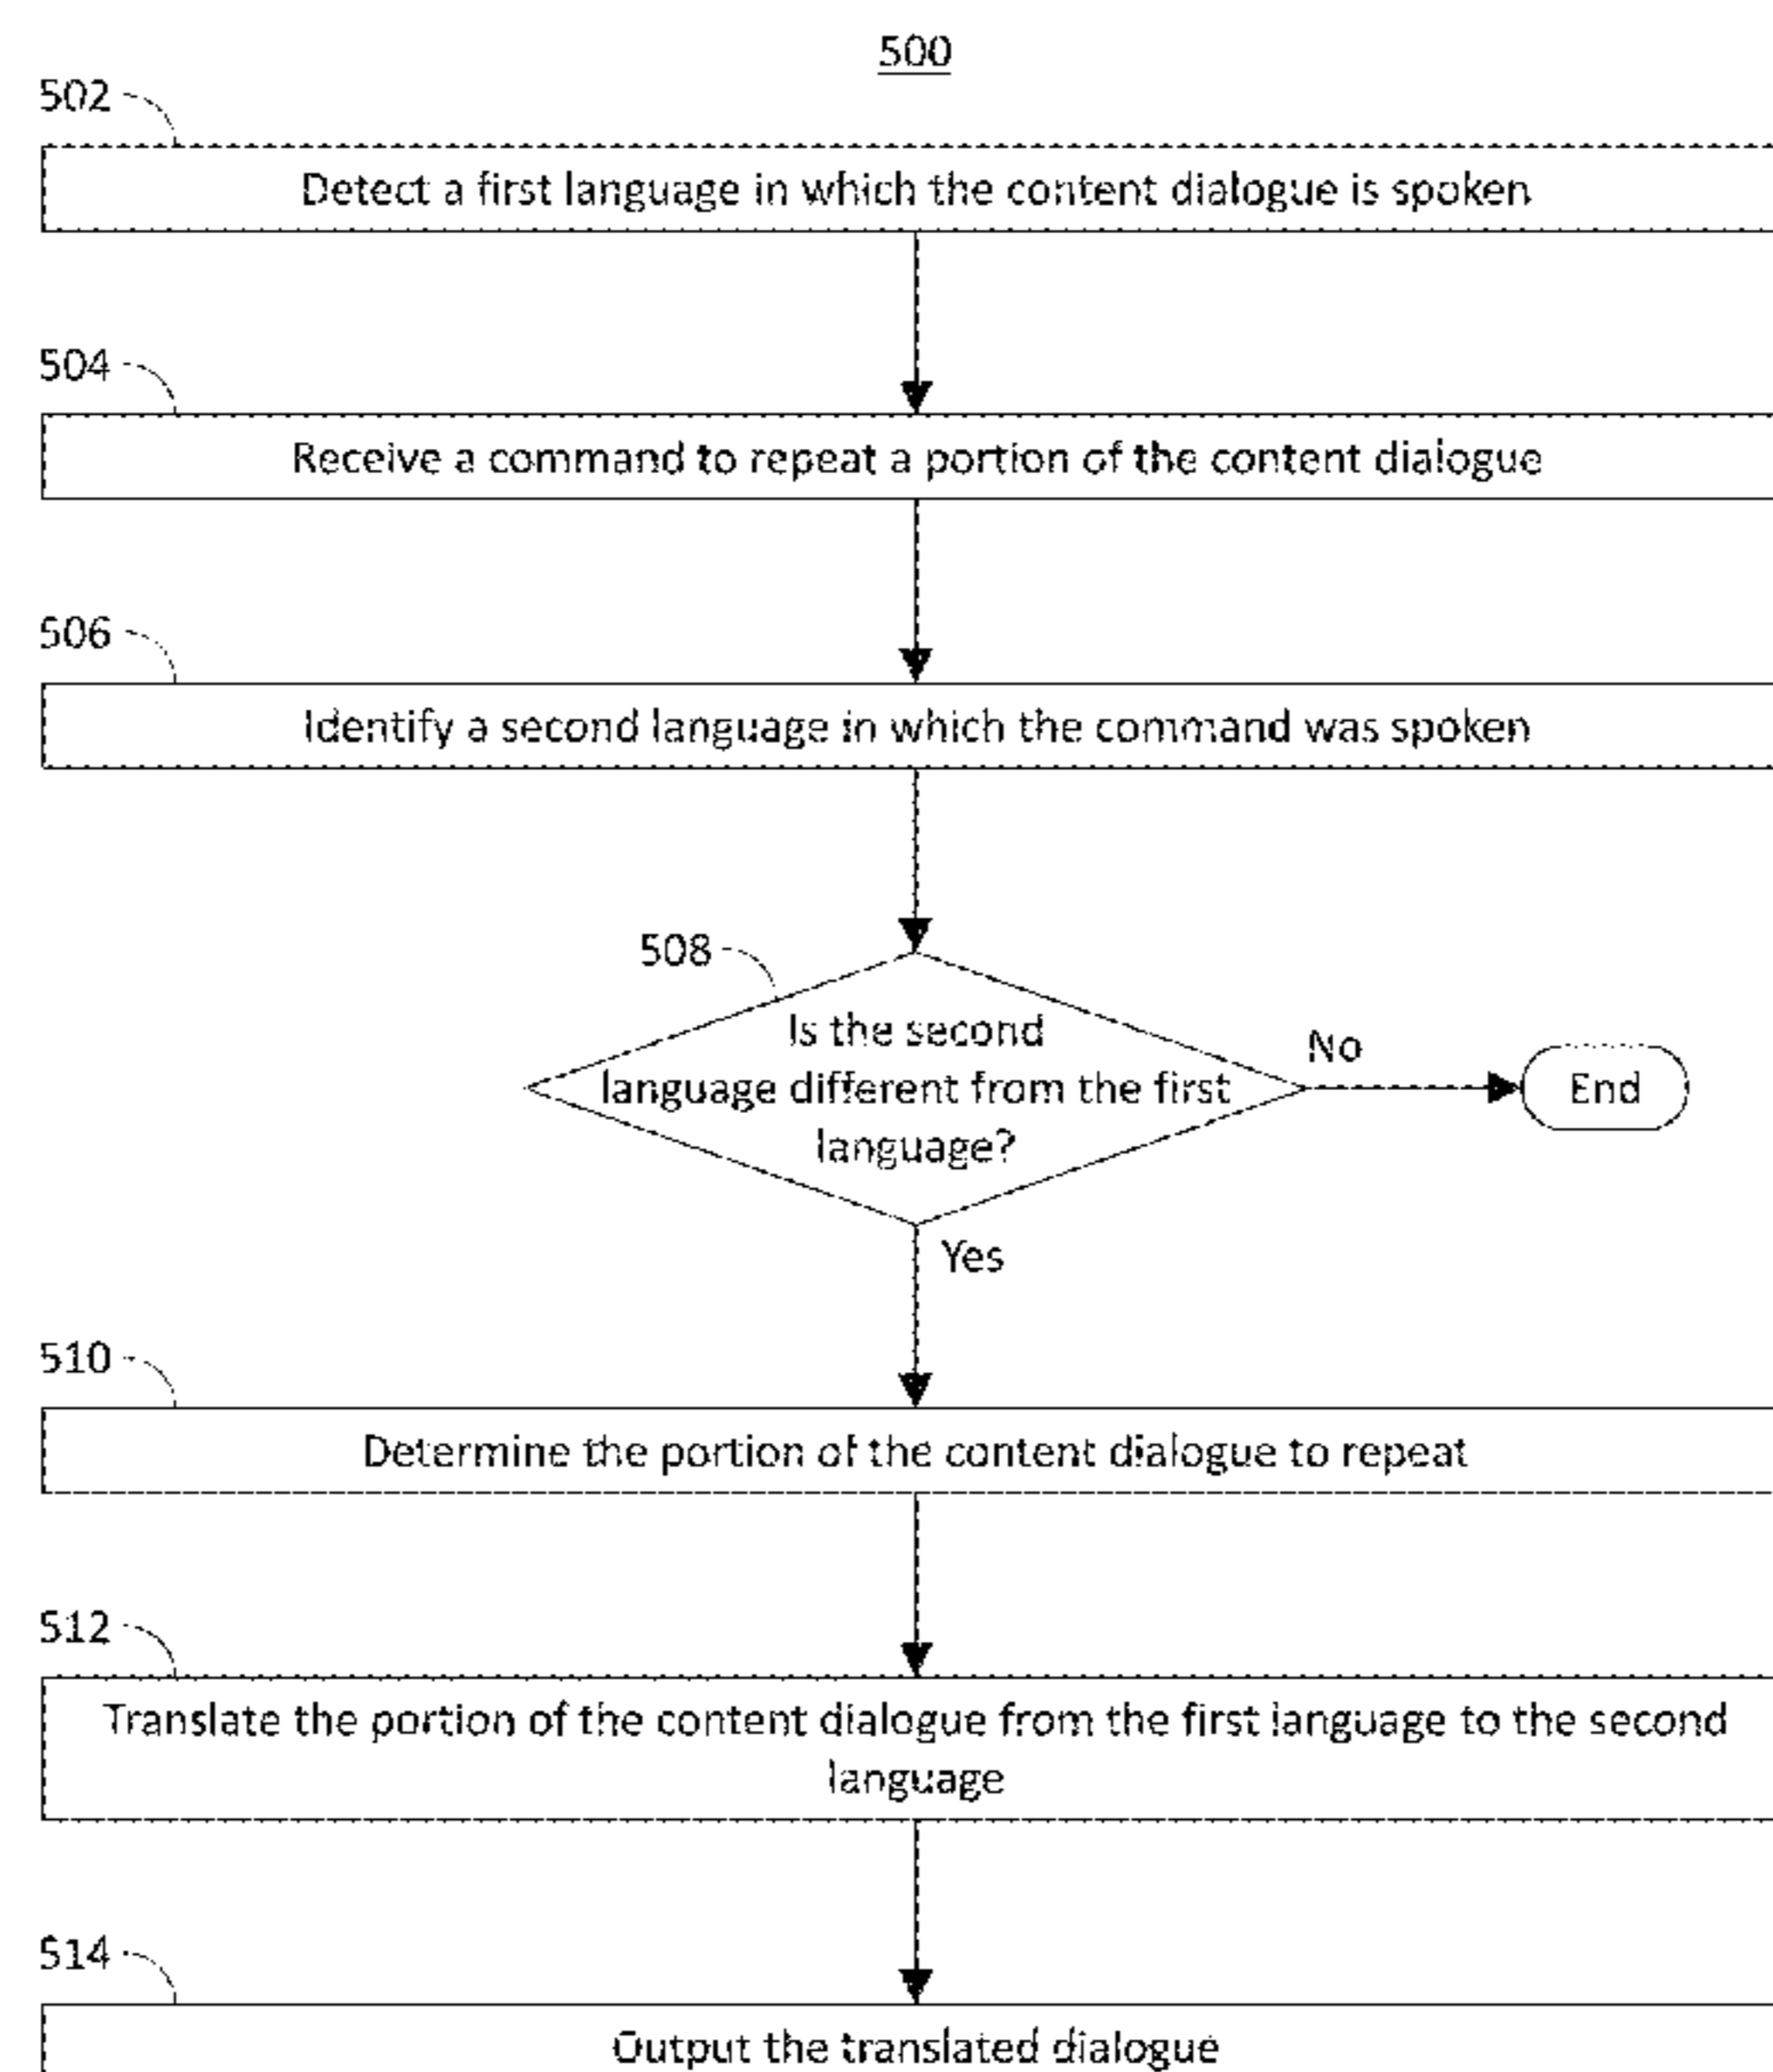 500
502
Detect a first language in which the content dialogue is spoken
504
Receive a command to repeat a portion of the content dialogue
506
Identify a second language in which the command was spoken
508
Is the second
language different from the first
language?
No
End
Yes
510
Determine the portion of the content dialogue to repeat
512
Translate the portion of the content dialogue from the first language to the second
language
514
Output the translated dialogue